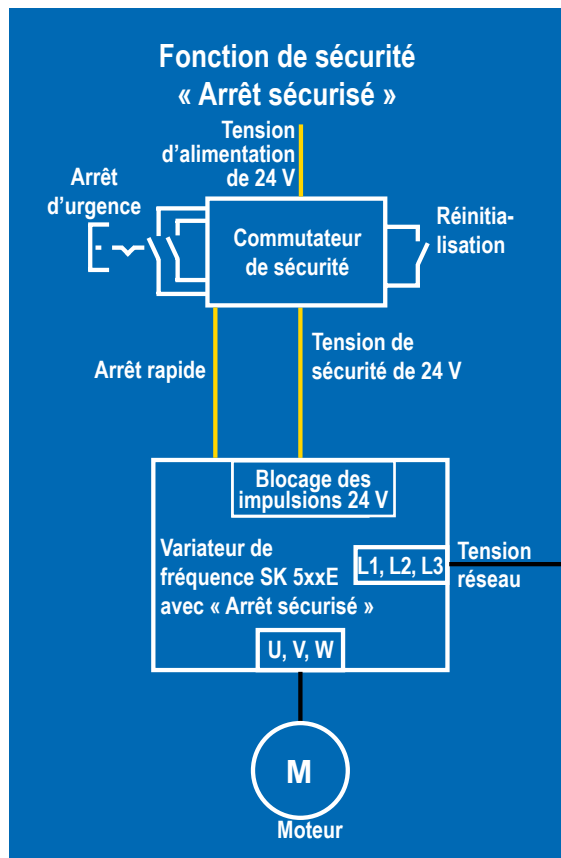 Fonction de sécurité
« Arrêt sécurisé »
Tension
d’alimentation
de 24 V
Arrêt
d’urgence
Commutateur
de sécurité
Réinitia-
lisation
Arrêt rapide
Tension de
sécurité de 24 V
Blocage des
impulsions 24 V
Variateur de
fréquence SK 5xxE
avec « Arrêt sécurisé »
L1, L2, L3
Tension
réseau
U, V, W
M
Moteur